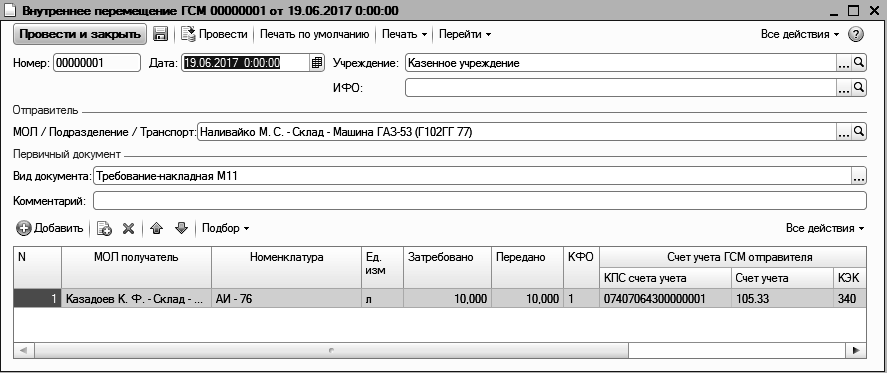 Внутреннее перемещение ГСМ 00000001 от 19.06.2017 0:00:00
Провести и закрыть Провести Печать по умолчанию Печать Перейти Все действия ?
Номер: 00000001 Дата: 19.06.2017 0:00:00 Учреждение: Казенное учреждение ...
ИФО: ...
Отправитель
МОЛ / Подразделение / Транспорт: Наливайко М. С. - Склад - Машина ГАЗ-53 (Г102ГГ 77) ...
Первичный документ
Вид документа: Требование-накладная М11 ...
Комментарий:
Добавить Подбор Все действия
N МОЛ получатель Номенклатура Ед. изм Затребовано Передано КФО Счет учета ГСМ отправителя
КПС счета учета Счет учета КЭК
1 Казадоев К. Ф. - Склад - ... АИ - 76 л 10,000 10,000 1 07407064300000001 105.33 340